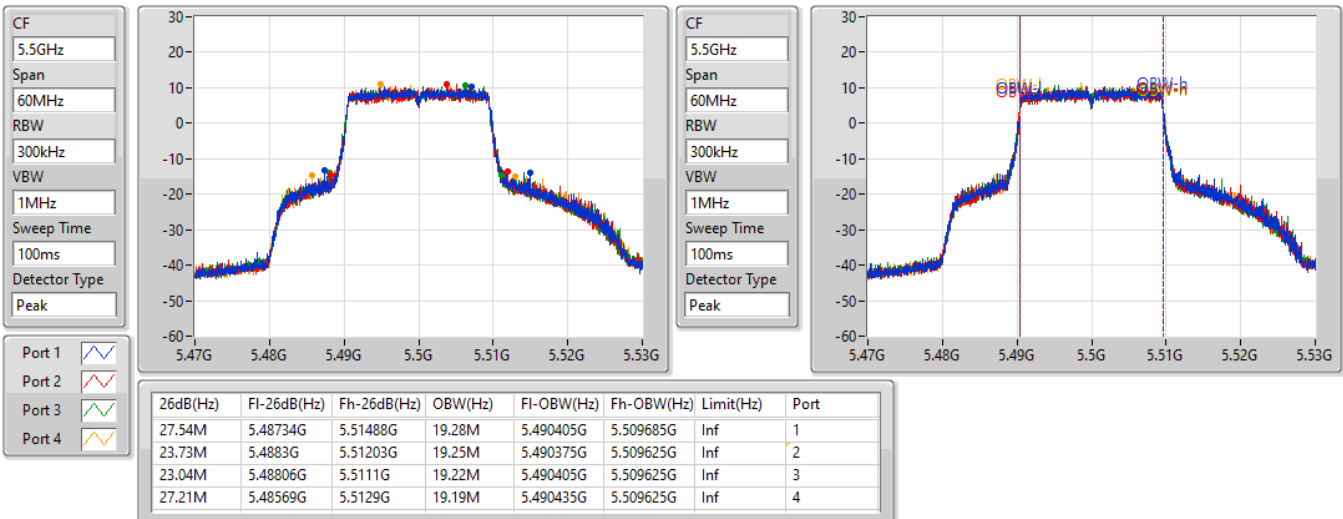 CF
5.5GHz
Span
60MHz
RBW
300kHz
VBW
1MHz
Sweep Time
100ms
Detector Type
Peak
30
20
10
0
-10
-20
-30
-40
-50
-60
5.47G 5.48G 5.49G 5.5G 5.51G 5.52G 5.53G
CF
5.5GHz
Span
60MHz
RBW
300kHz
VBW
1MHz
Sweep Time
100ms
Detector Type
Peak
30
20
10
0
-10
-20
-30
-40
-50
-60
OBW-h
5.47G 5.48G 5.49G 5.5G 5.51G 5.52G 5.53G
Port 1
Port 2
Port 3
Port 4
26dB(Hz) Fl-26dB(Hz) Fh-26dB(Hz) OBW(Hz) Fl-OBW(Hz) Fh-OBW(Hz) Limit(Hz) Port
27.54M 5.48734G 5.51488G 19.28M 5.490405G 5.509685G Inf 1
23.73M 5.4883G 5.51203G 19.25M 5.490375G 5.509625G Inf 2
23.04M 5.48806G 5.5111G 19.22M 5.490405G 5.509625G Inf 3
27.21M 5.48569G 5.5129G 19.19M 5.490435G 5.509625G Inf 4